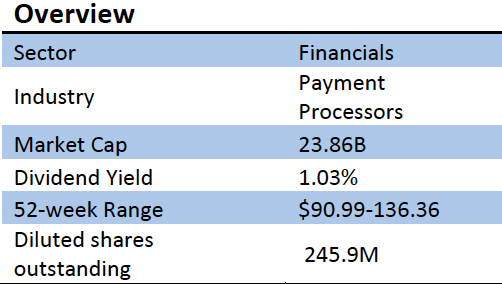 Overview
Sector Financials
Industry Payment
Processors
Market Cap 23.86B
Dividend Yield 1.03%
52-week Range $90.99-136.36
Diluted shares
outstanding 245.9M